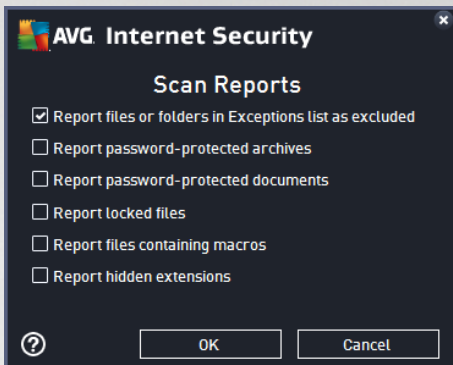 AVG. Internet Security
Scan Reports
Report files or folders in Exceptions list as excluded
Report password-protected archives
Report password-protected documents
Report locked files
Report files containing macros
Report hidden extensions
?
OK
Cancel